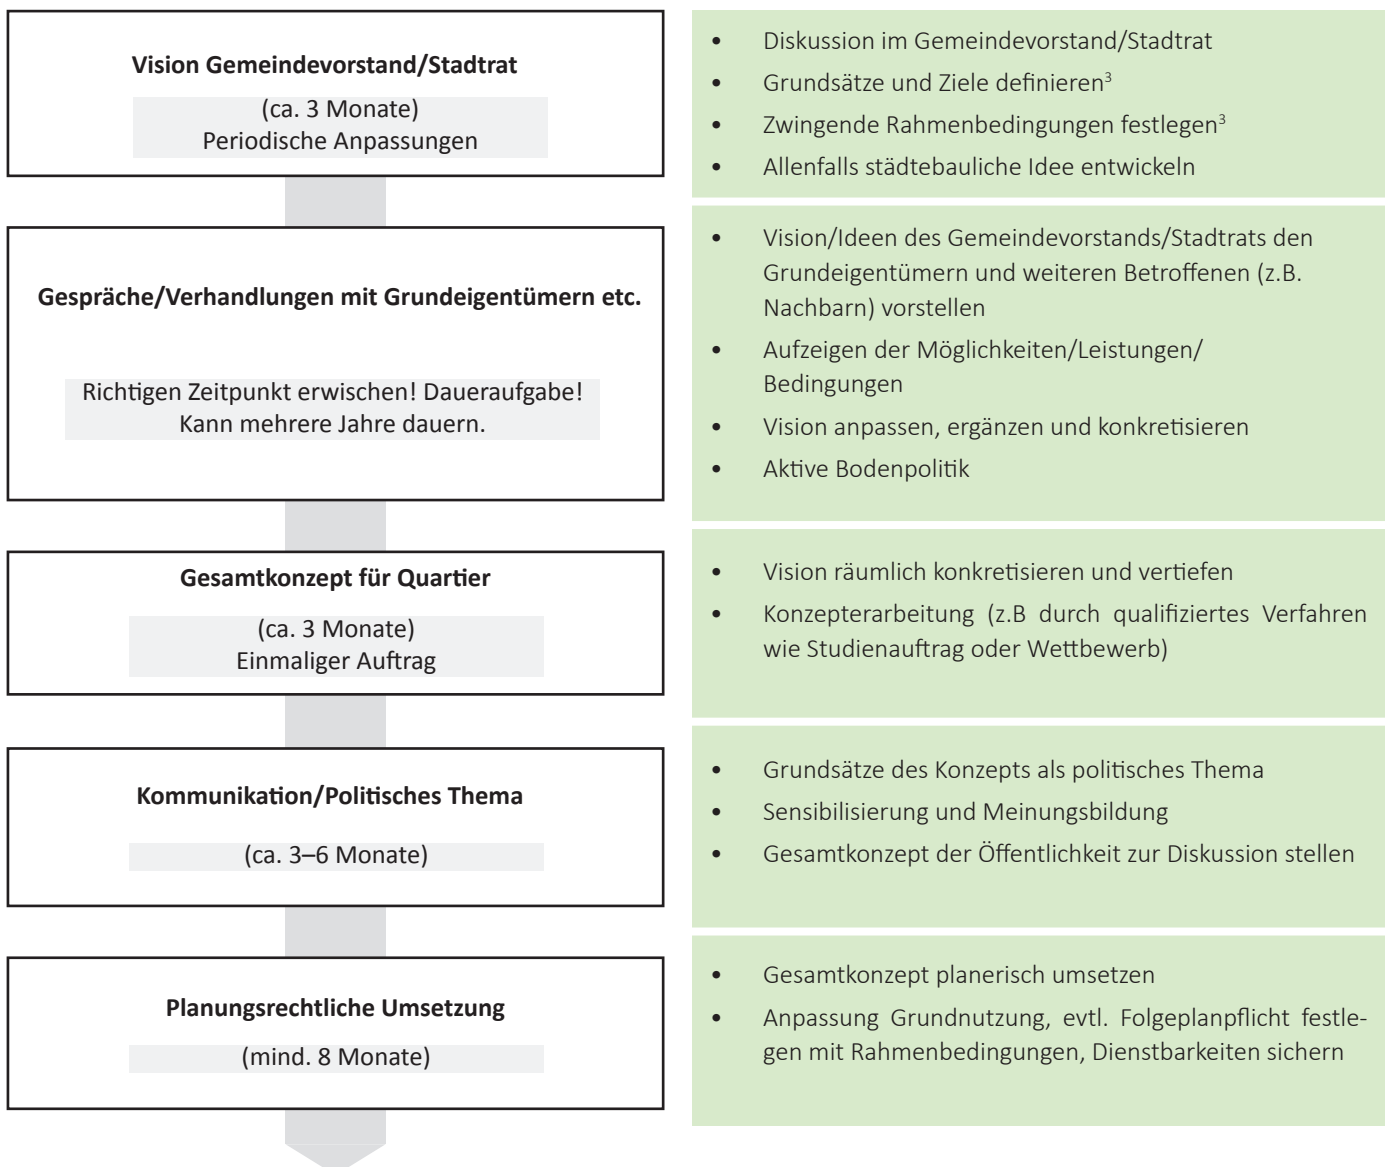 Vision Gemeindevorstand/Stadtrat
(ca. 3 Monate)
Periodische Anpassungen
• Diskussion im Gemeindevorstand/Stadtrat
• Grundsätze und Ziele definieren³
• Zwingende Rahmenbedingungen festlegen³
• Allenfalls städtebauliche Idee entwickeln
Gespräche/Verhandlungen mit Grundeigentümern etc.
Richtigen Zeitpunkt erwischen! Daueraufgabe!
Kann mehrere Jahre dauern.
• Vision/Ideen des Gemeindevorstands/Stadtrats den
Grundeigentümern und weiteren Betroffenen (z.B.
Nachbarn) vorstellen
• Aufzeigen der Möglichkeiten/Leistungen/
Bedingungen
• Vision anpassen, ergänzen und konkretisieren
• Aktive Bodenpolitik
Gesamtkonzept für Quartier
(ca. 3 Monate)
Einmaliger Auftrag
• Vision räumlich konkretisieren und vertiefen
• Konzepterarbeitung (z.B durch qualifiziertes Verfahren
wie Studienauftrag oder Wettbewerb)
Kommunikation/Politisches Thema
(ca. 3–6 Monate)
• Grundsätze des Konzepts als politisches Thema
• Sensibilisierung und Meinungsbildung
• Gesamtkonzept der Öffentlichkeit zur Diskussion stellen
Planungsrechtliche Umsetzung
(mind. 8 Monate)
• Gesamtkonzept planerisch umsetzen
• Anpassung Grundnutzung, evtl. Folgeplanpflicht festle-
gen mit Rahmenbedingungen, Dienstbarkeiten sichern